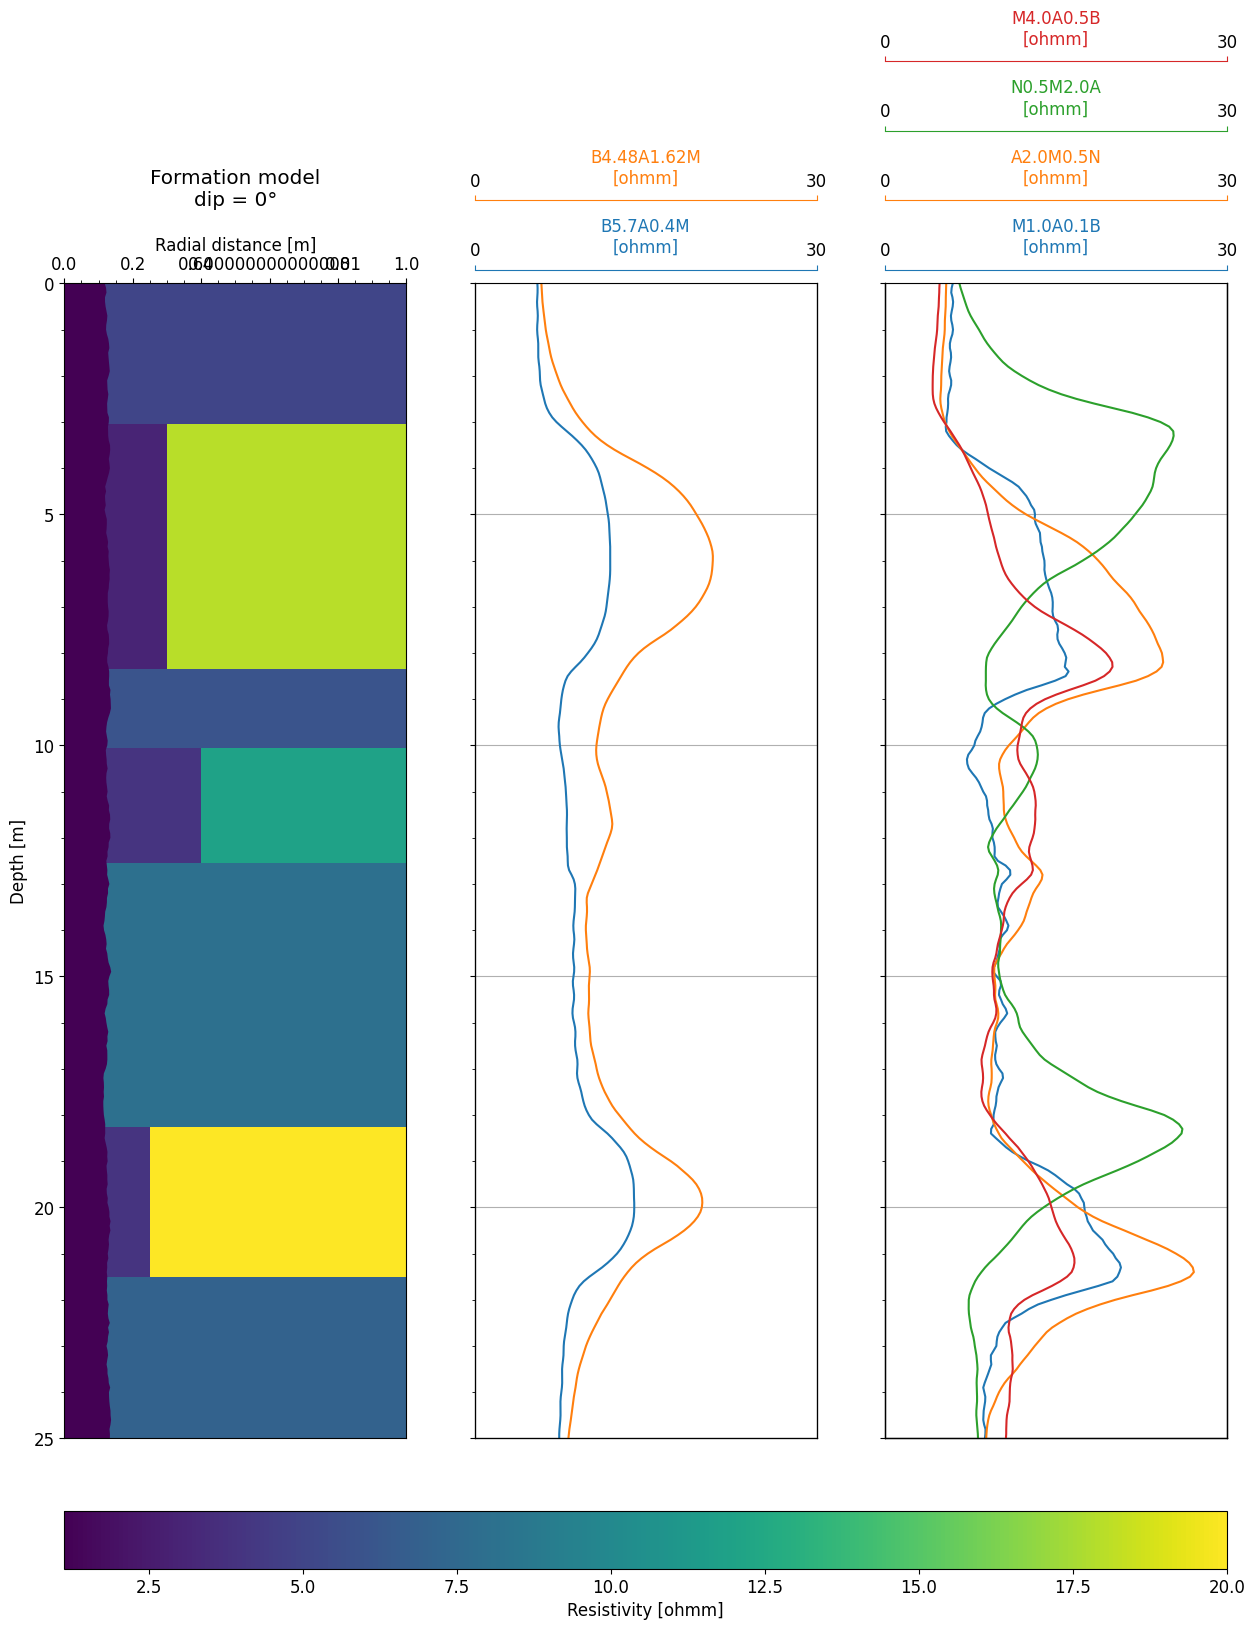 M4.0A0.5B
[ohmm]
0 30
N0.5M2.0A
[ohmm]
0 30
B4.48A1.62M
[ohmm]
0 30
A2.0M0.5N
[ohmm]
0 30
Formation model
dip = 0°
B5.7A0.4M
[ohmm]
0 30
M1.0A0.1B
[ohmm]
0 30
Radial distance [m]
0.0 0.2 1.0
0
5
10
15
20
25
Depth [m]
2.5 5.0 7.5 10.0 12.5 15.0 17.5 20.0
Resistivity [ohmm]